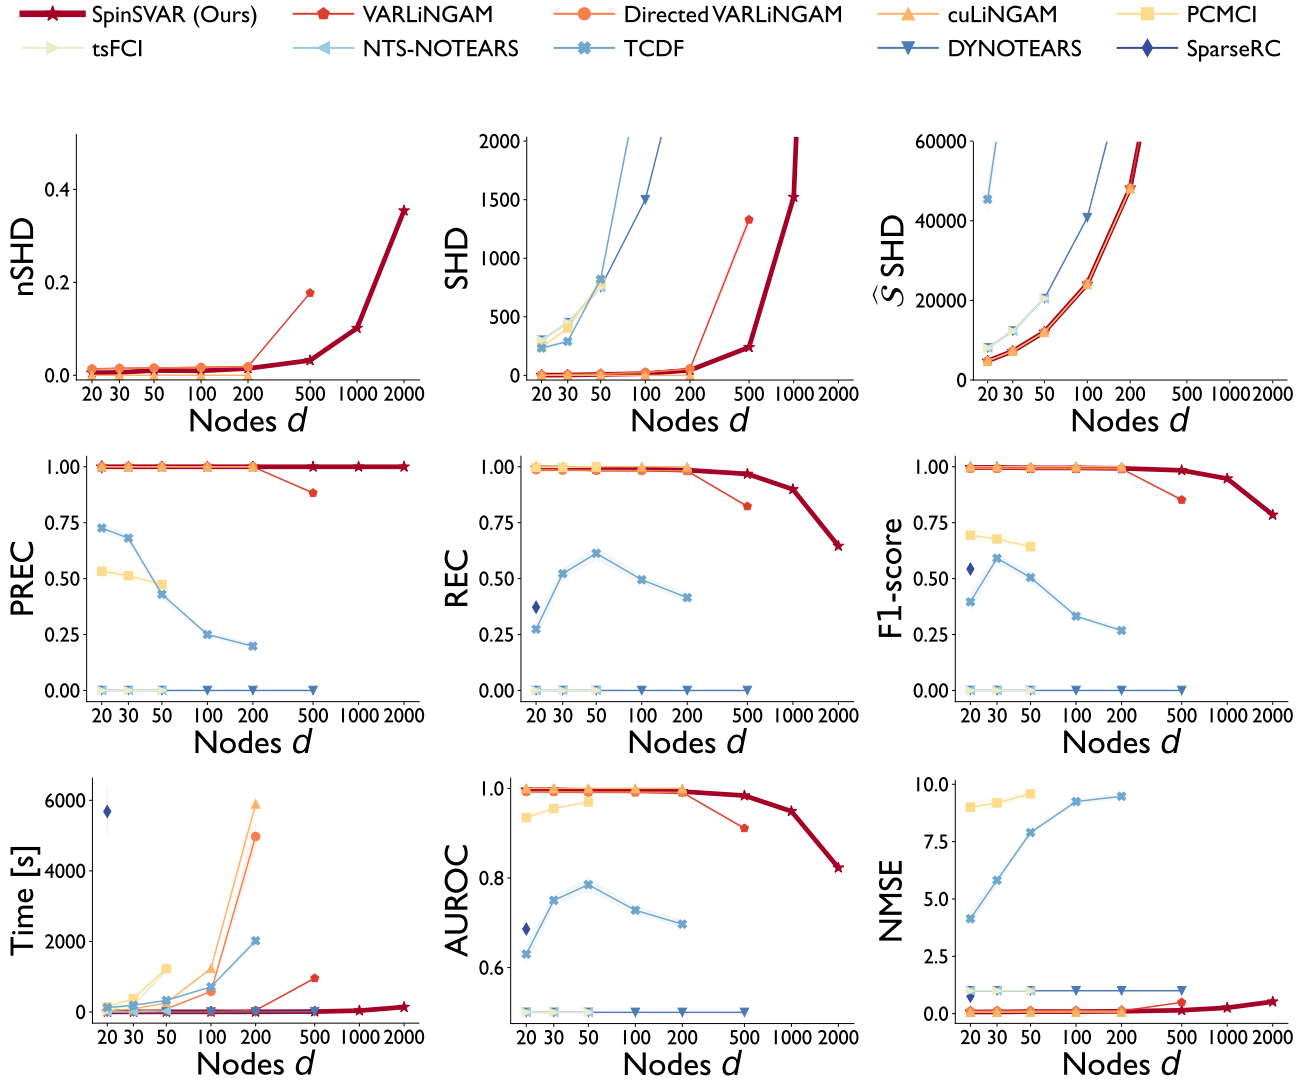 SpinSVAR (Ours) VARLiNGAM Directed VARLiNGAM cuLiNGAM PCMCI
tsFCI NTS-NOTEARS TCDF DYNOTEARS SparseRC
nSHD
0.4
0.2
0.0
20 30 50 100 200 500 1000 2000
Nodes d
SHD
2000
1500
1000
500
0
20 30 50 100 200 500 1000 2000
Nodes d
Ŝ SHD
60000
40000
20000
0
20 30 50 100 200 500 1000 2000
Nodes d
PREC
1.00
0.75
0.50
0.25
0.00
20 30 50 100 200 500 1000 2000
Nodes d
REC
1.00
0.75
0.50
0.25
0.00
20 30 50 100 200 500 1000 2000
Nodes d
F1-score
1.00
0.75
0.50
0.25
0.00
20 30 50 100 200 500 1000 2000
Nodes d
Time [s]
6000
4000
2000
0
20 30 50 100 200 500 1000 2000
Nodes d
AUROC
1.0
0.8
0.6
20 30 50 100 200 500 1000 2000
Nodes d
NMSE
10.0
7.5
5.0
2.5
0.0
20 30 50 100 200 500 1000 2000
Nodes d